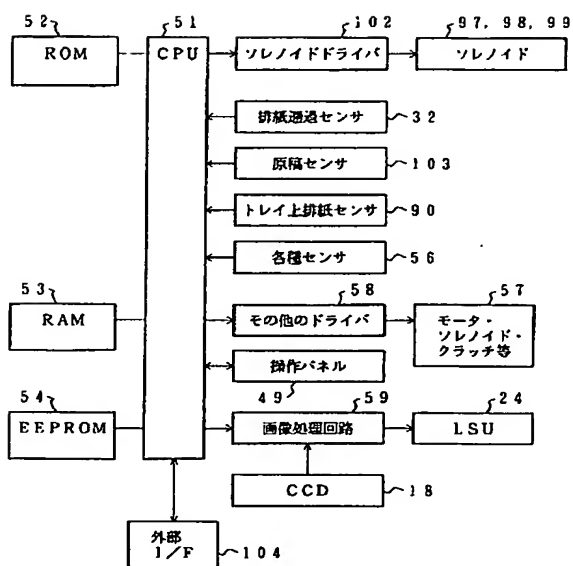 52
51
102
97, 98, 99
ROM
CPU
ソレノイドドライバ
ソレノイド
排紙通過センサ
32
原稿センサ
103
トレイ上排紙センサ
90
各種センサ
56
53
58
57
RAM
その他のドライバ
モータ・
ソレノイド・
クラッチ等
操作パネル
54
49
59
24
EEPROM
画像処理回路
LSU
CCD
18
外部
I/F
104